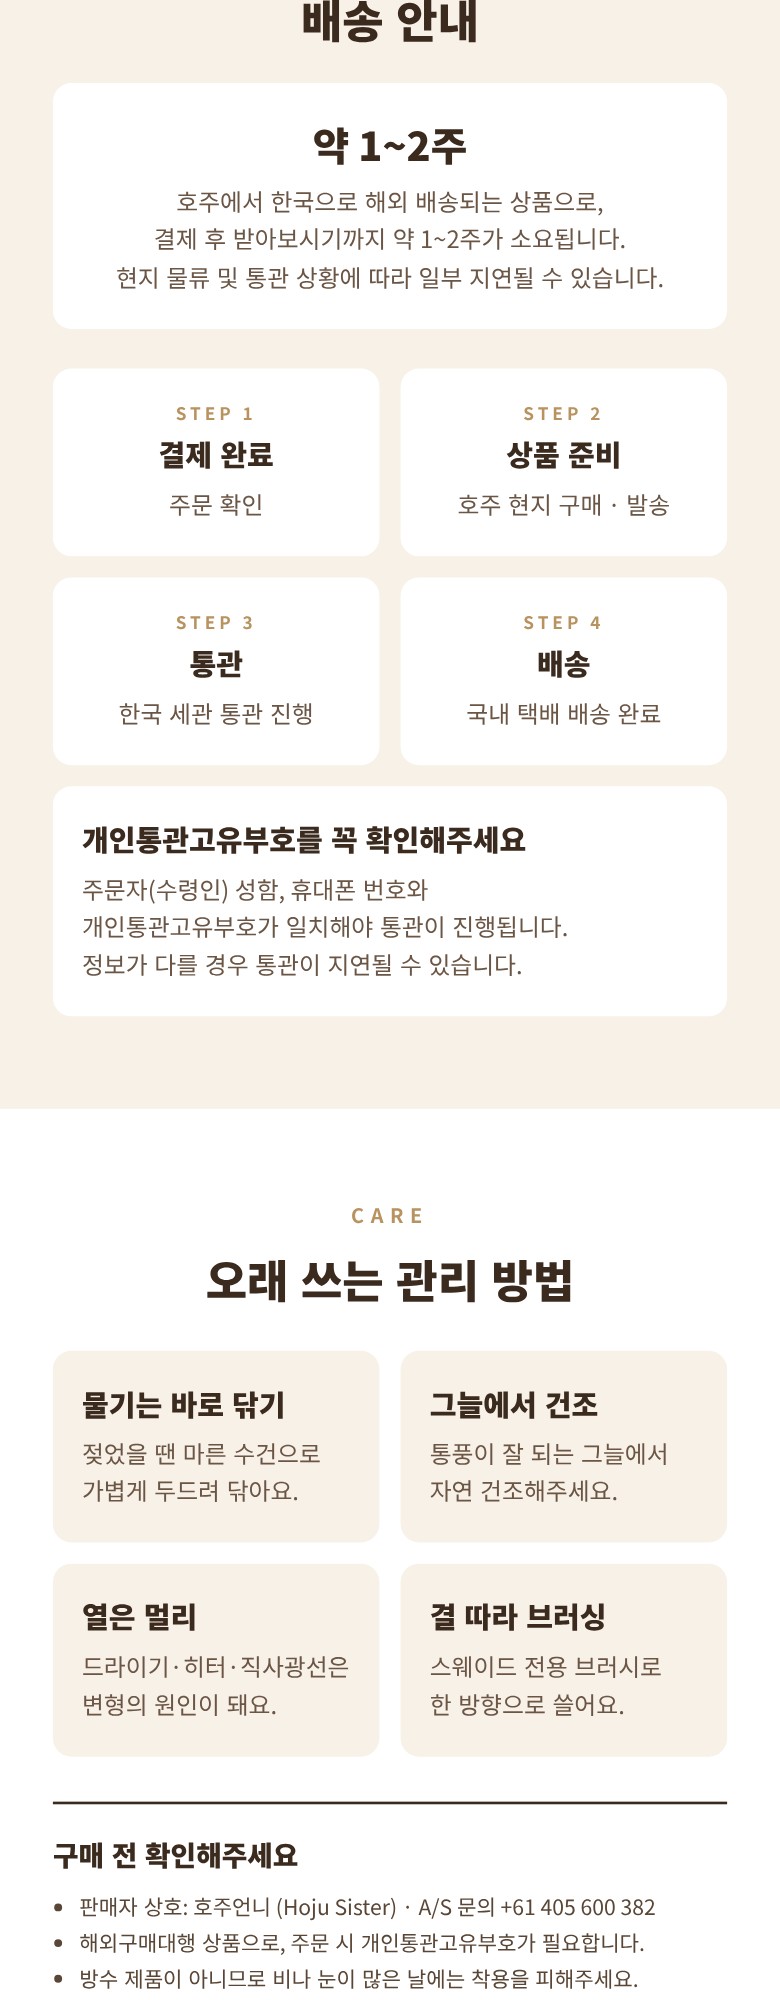 배송 안내
약 1~2주
호주에서 한국으로 해외 배송되는 상품으로,
결제 후 받아보시기까지 약 1~2주가 소요됩니다.
현지 물류 및 통관 상황에 따라 일부 지연될 수 있습니다.
STEP 1
결제 완료
주문 확인
STEP 2
상품 준비
호주 현지 구매 · 발송
STEP 3
통관
한국 세관 통관 진행
STEP 4
배송
국내 택배 배송 완료
개인통관고유부호를 꼭 확인해주세요
주문자(수령인) 성함, 휴대폰 번호와
개인통관고유부호가 일치해야 통관이 진행됩니다.
정보가 다를 경우 통관이 지연될 수 있습니다.
CARE
오래 쓰는 관리 방법
물기는 바로 닦기
젖었을 땐 마른 수건으로
가볍게 두드려 닦아요.
그늘에서 건조
통풍이 잘 되는 그늘에서
자연 건조해주세요.
열은 멀리
드라이기·히터·직사광선은
변형의 원인이 돼요.
결 따라 브러싱
스웨이드 전용 브러시로
한 방향으로 쓸어요.
구매 전 확인해주세요
• 판매자 상호: 호주언니 (Hoju Sister) · A/S 문의 +61 405 600 382
• 해외구매대행 상품으로, 주문 시 개인통관고유부호가 필요합니다.
• 방수 제품이 아니므로 비나 눈이 많은 날에는 착용을 피해주세요.